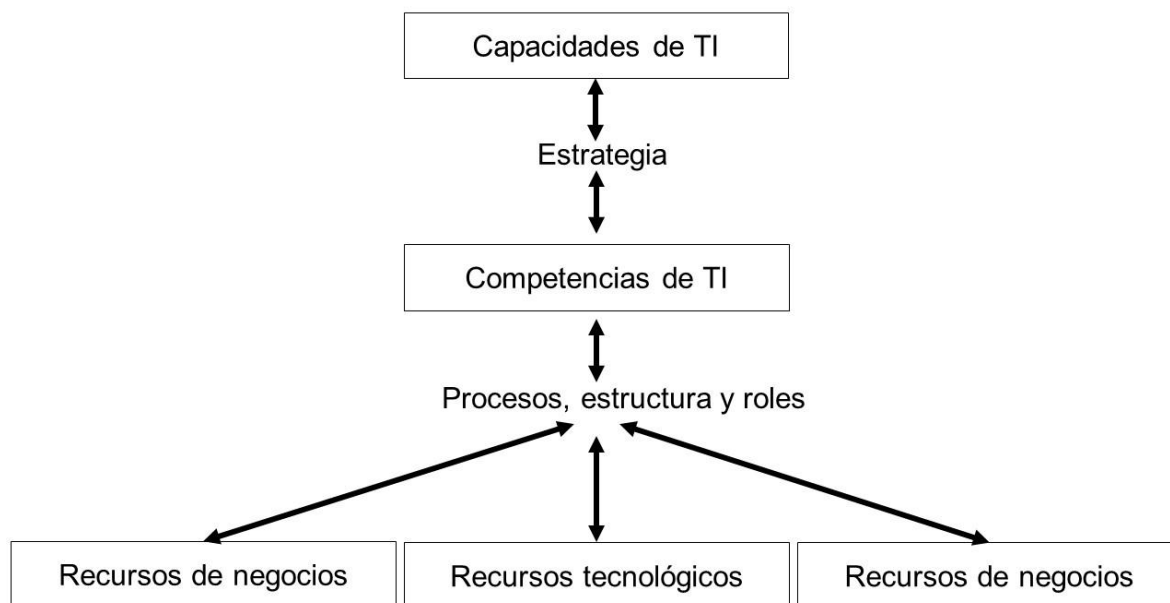 Capacidades de TI
Estrategia
Competencias de TI
Procesos, estructura y roles
Recursos de negocios
Recursos tecnológicos
Recursos de negocios